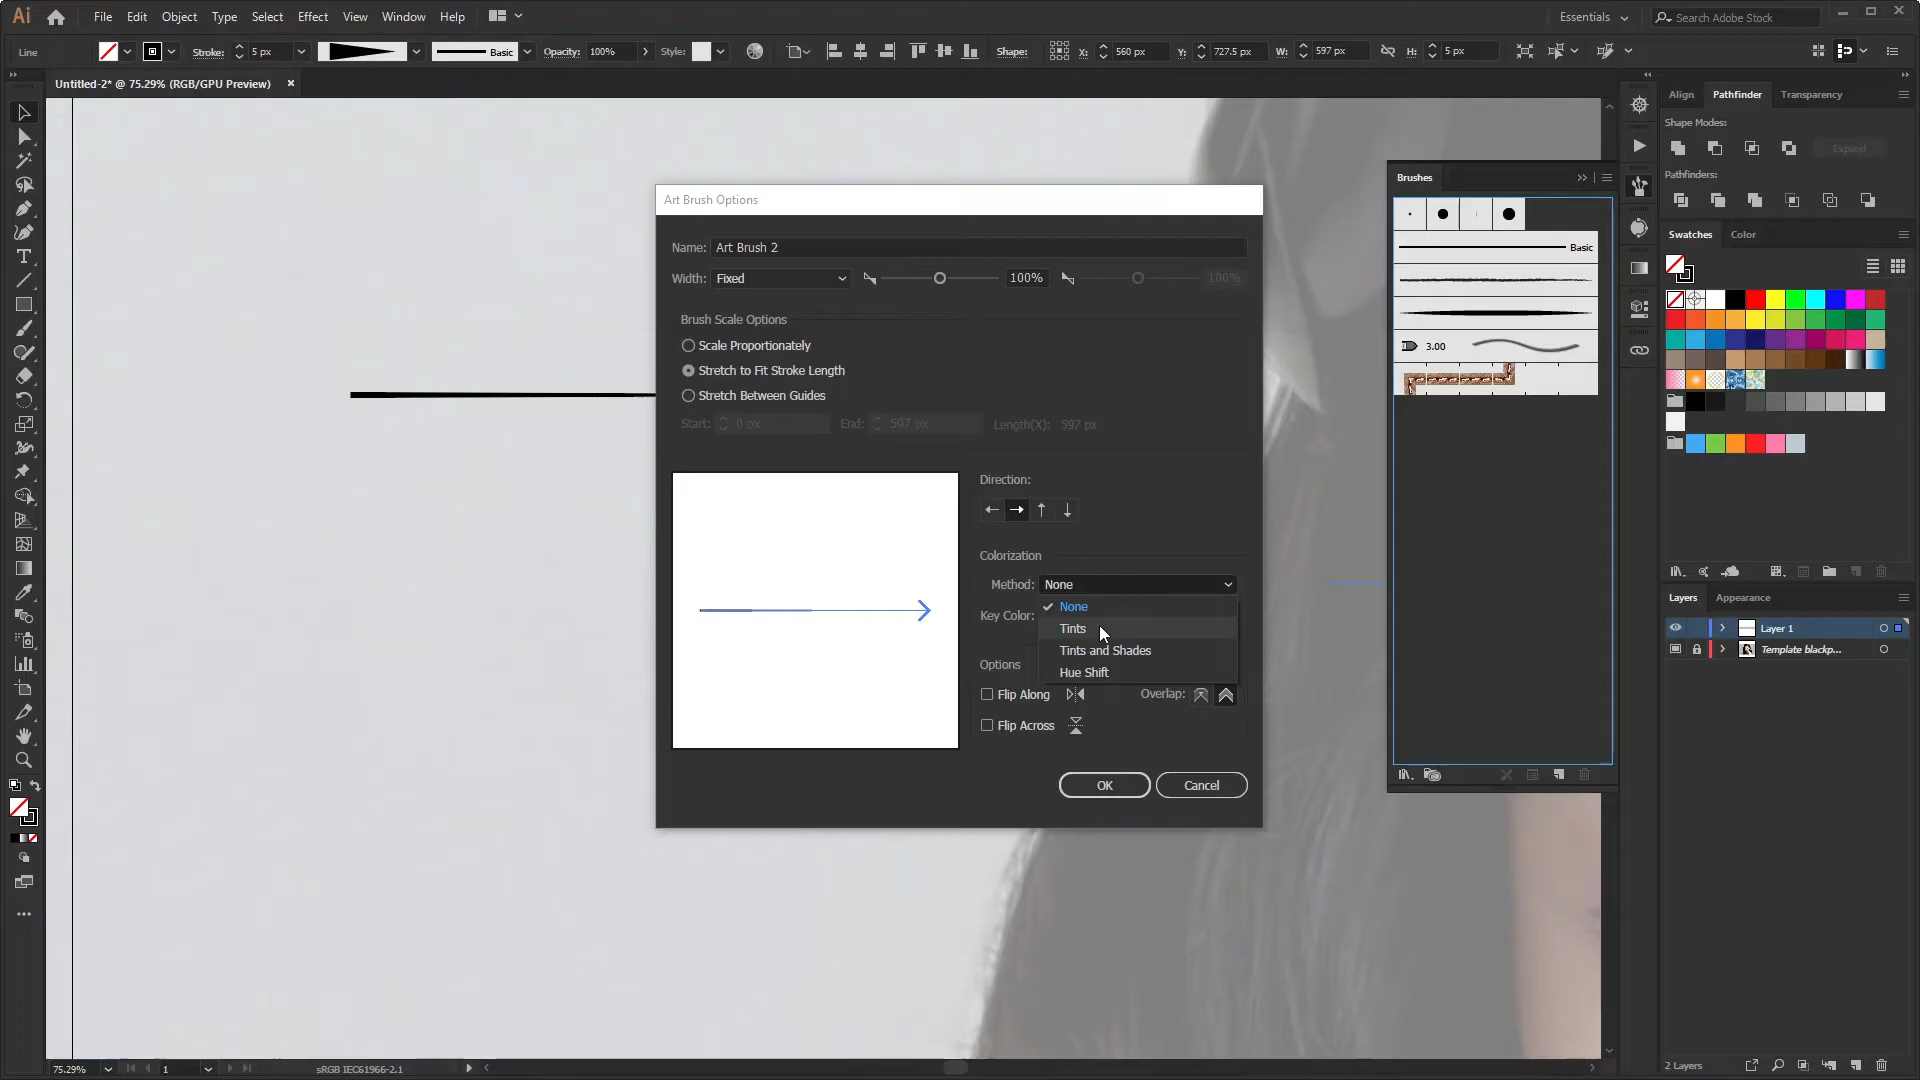 Ai File Edit Object Type Select Effect View Window Help Essentials Search Adobe Stock
Line Stroke: 5 px Basic Opacity: 100% Style: Shape: X: 560 px Y: 727.5 px W: 597 px H: 5 px
Untitled-2* @ 75.29% (RGB/GPU Preview)
Align Pathfinder Transparency
Shape Modes:
Expand
Pathfinders:
Brushes
Basic
3.00
Swatches Color
Layers Appearance
Layer 1
Template blackp...
2 Layers
Art Brush Options
Name: Art Brush 2
Width: Fixed 100% 100%
Brush Scale Options
Scale Proportionately
Stretch to Fit Stroke Length
Stretch Between Guides
Start: 0 px End: 597 px Length(X): 597 px
Direction:
Colorization
Method: None
Key Color:
None
Tints
Tints and Shades
Hue Shift
Options
Flip Along Overlap:
Flip Across
OK Cancel
75.29% 1 sRGB IEC61966-2.1